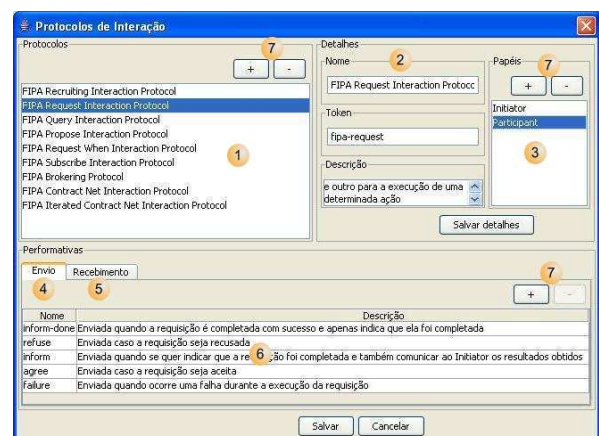 Protocolos de Interação
Protocolos
7
+ -
FIPA Recruiting Interaction Protocol
FIPA Request Interaction Protocol
FIPA Query Interaction Protocol
FIPA Propose Interaction Protocol
FIPA Request When Interaction Protocol
FIPA Subscribe Interaction Protocol
FIPA Brokering Interaction Protocol
FIPA Contract Net Interaction Protocol
FIPA Iterated Contract Net Interaction Protocol
1
Detalhes
Nome
2
FIPA Request Interaction Protocc
Token
fipa-request
Descrição
e outro para a execução de uma
determinada ação
Papéis
7
+ -
Initiator
Participant
3
Salvar detalhes
Performativas
Envio Recebimento
4 5
7
+ -
Nome Descrição
inform-done Enviada quando a requisição é completada com sucesso e apenas indica que ela foi completada
refuse Enviada caso a requisição seja recusada
inform Enviada quando se quer indicar que a re 6 ção foi completada e também comunicar ao Initiator os resultados obtidos
agree Enviada caso a requisição seja aceita
failure Enviada quando ocorre uma falha durante a execução da requisição
Salvar Cancelar